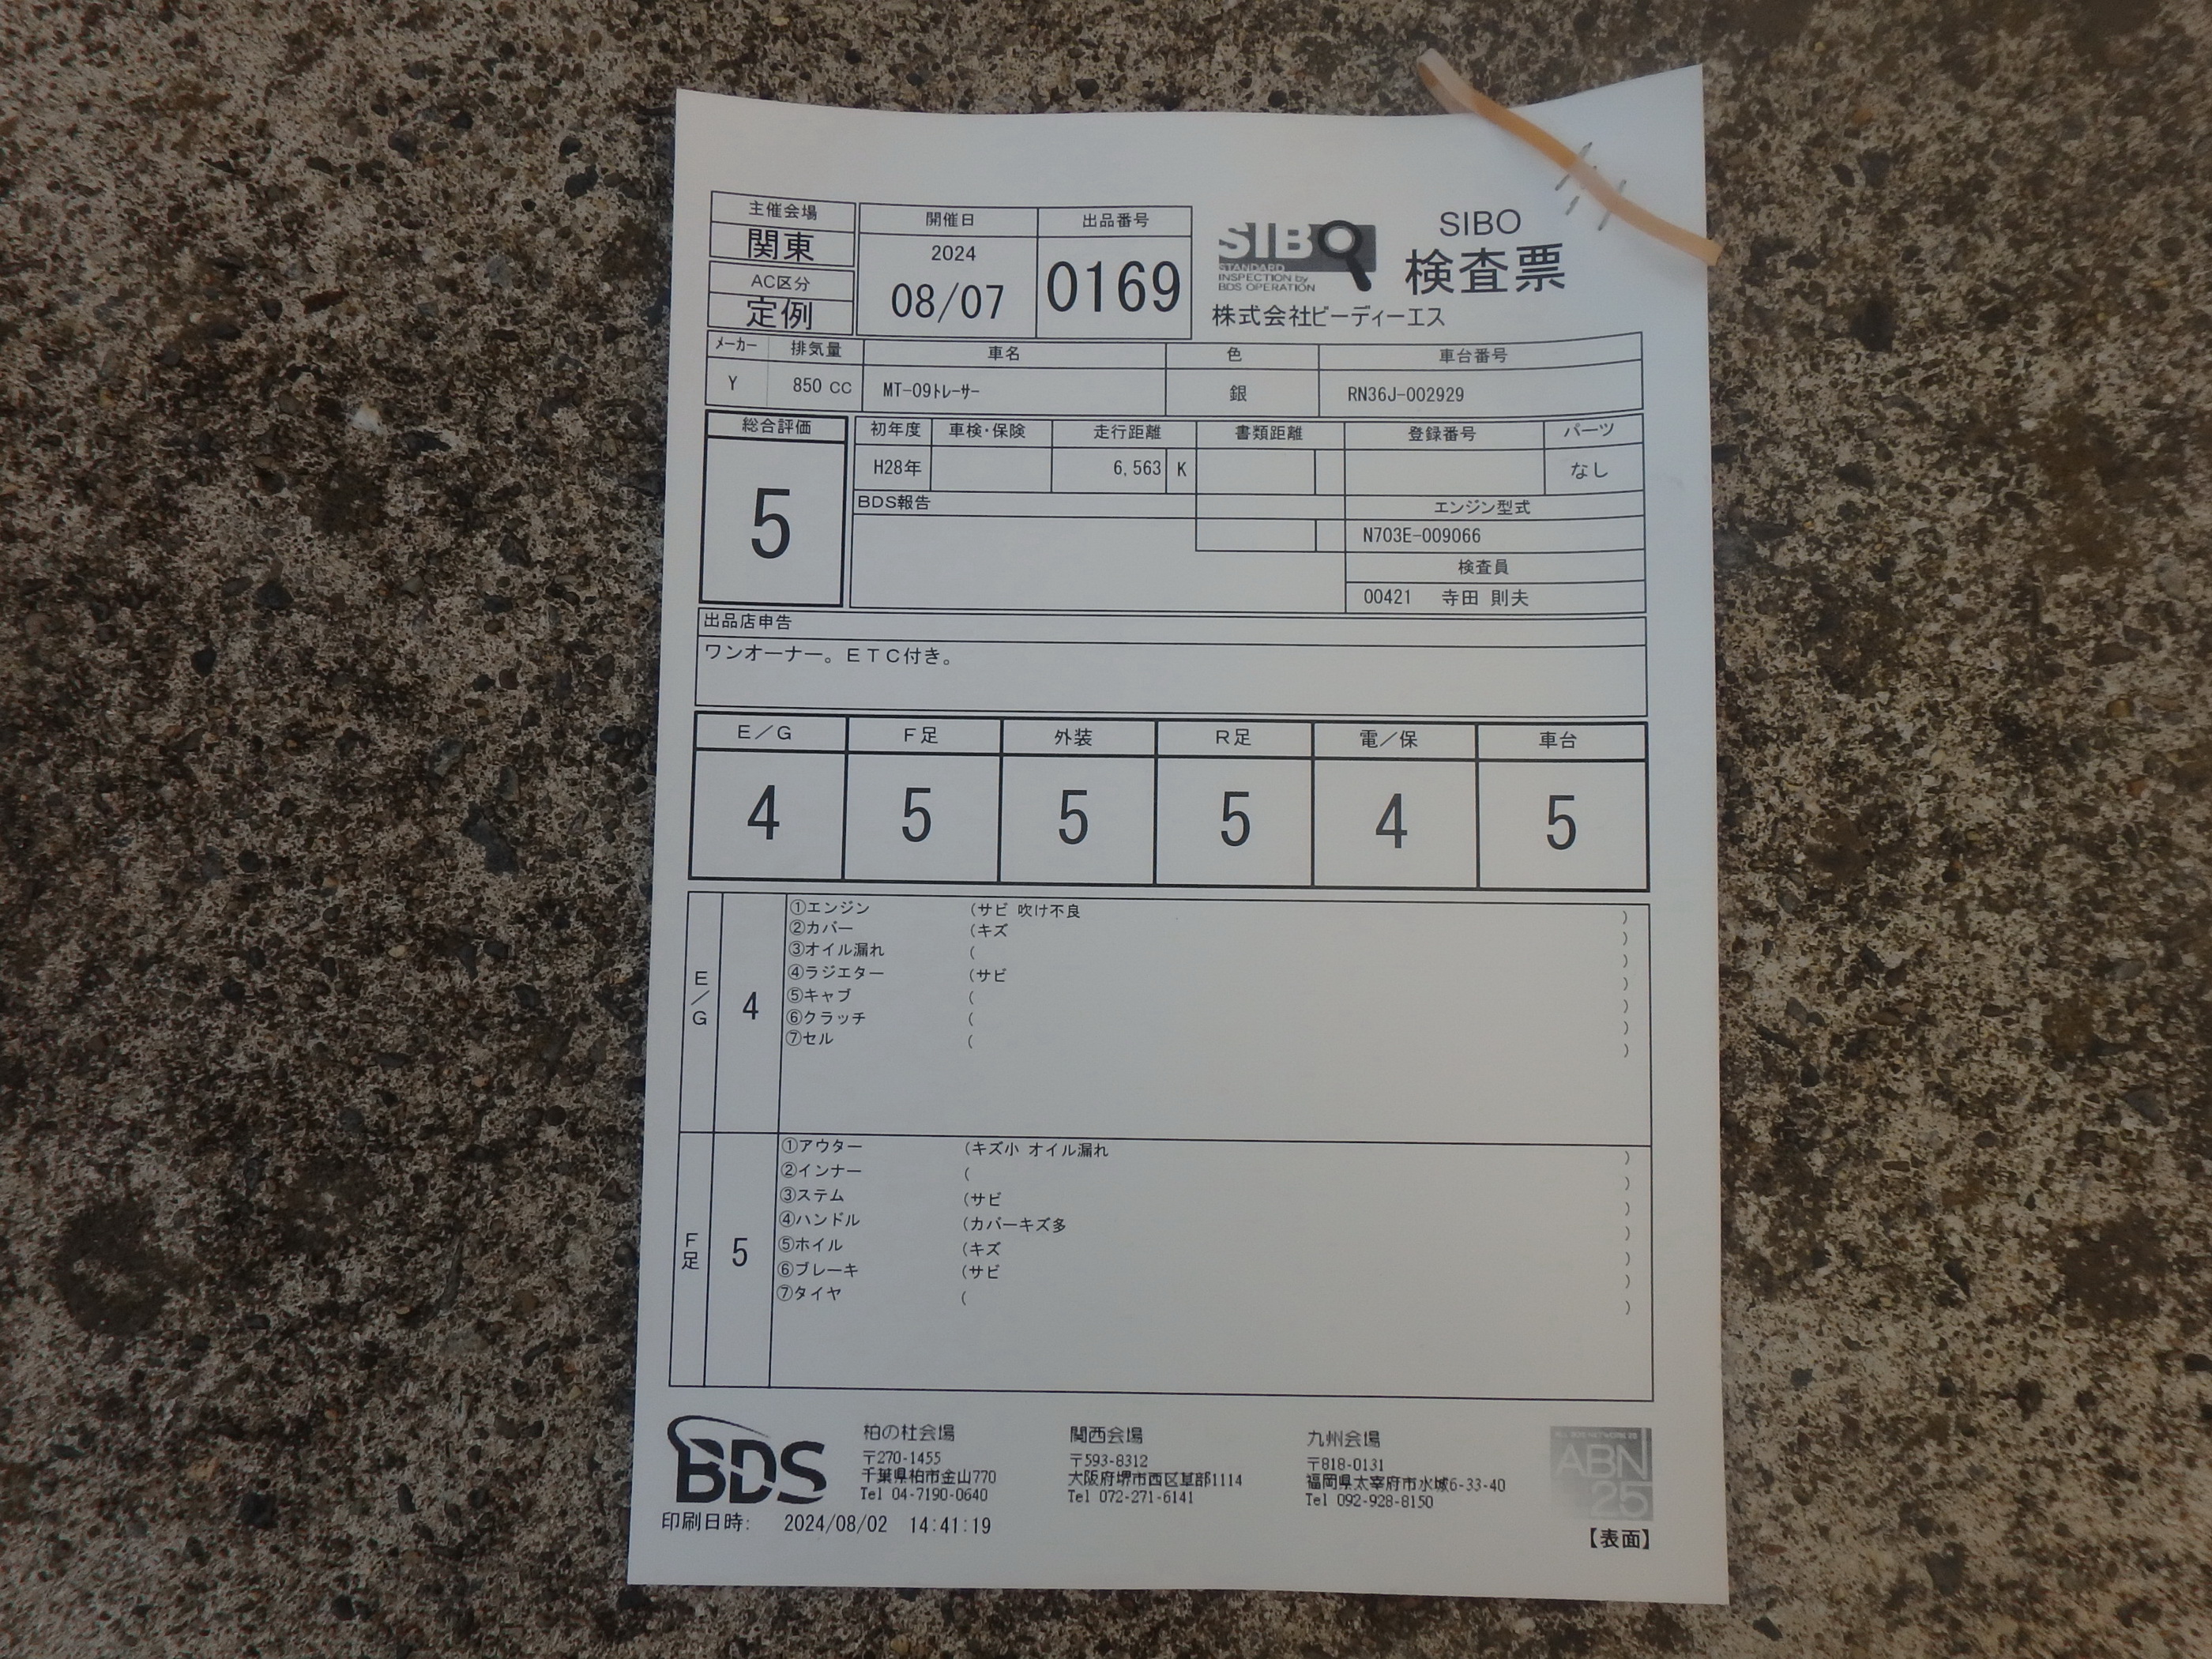 主催会場 開催日 出品番号
関東 2024 08/07 0169
AC区分
定例
SIBO
STANDARD
INSPECTION by
BDS OPERATION
SIBO
検査票
株式会社ビーディーエス
メーカー 排気量 車名 色 車台番号
Y 850 CC MT-09トレーサー 銀 RN36J-002929
総合評価 初年度 車検・保険 走行距離 書類距離 登録番号 パーツ
5 H28年 6,563 K なし
BDS報告 エンジン型式
N703E-009066
検査員
00421 寺田 則夫
出品店申告
ワンオーナー。ETC付き。
E/G F足 外装 R足 電/保 車台
4 5 5 5 4 5
E/G 4
①エンジン (サビ 吹け不良 )
②カバー (キズ )
③オイル漏れ ( )
④ラジエター (サビ )
⑤キャブ ( )
⑥クラッチ ( )
⑦セル ( )
F足 5
①アウター (キズ小 オイル漏れ )
②インナー ( )
③ステム (サビ )
④ハンドル (カバーキズ多 )
⑤ホイル (キズ )
⑥ブレーキ (サビ )
⑦タイヤ ( )
BDS
柏の杜会場
〒270-1455
千葉県柏市金山770
Tel 04-7190-0640
関西会場
〒593-8312
大阪府堺市西区草部1114
Tel 072-271-6141
九州会場
〒818-0131
福岡県太宰府市水城6-33-40
Tel 092-928-8150
ABN
25
印刷日時: 2024/08/02 14:41:19
【表面】